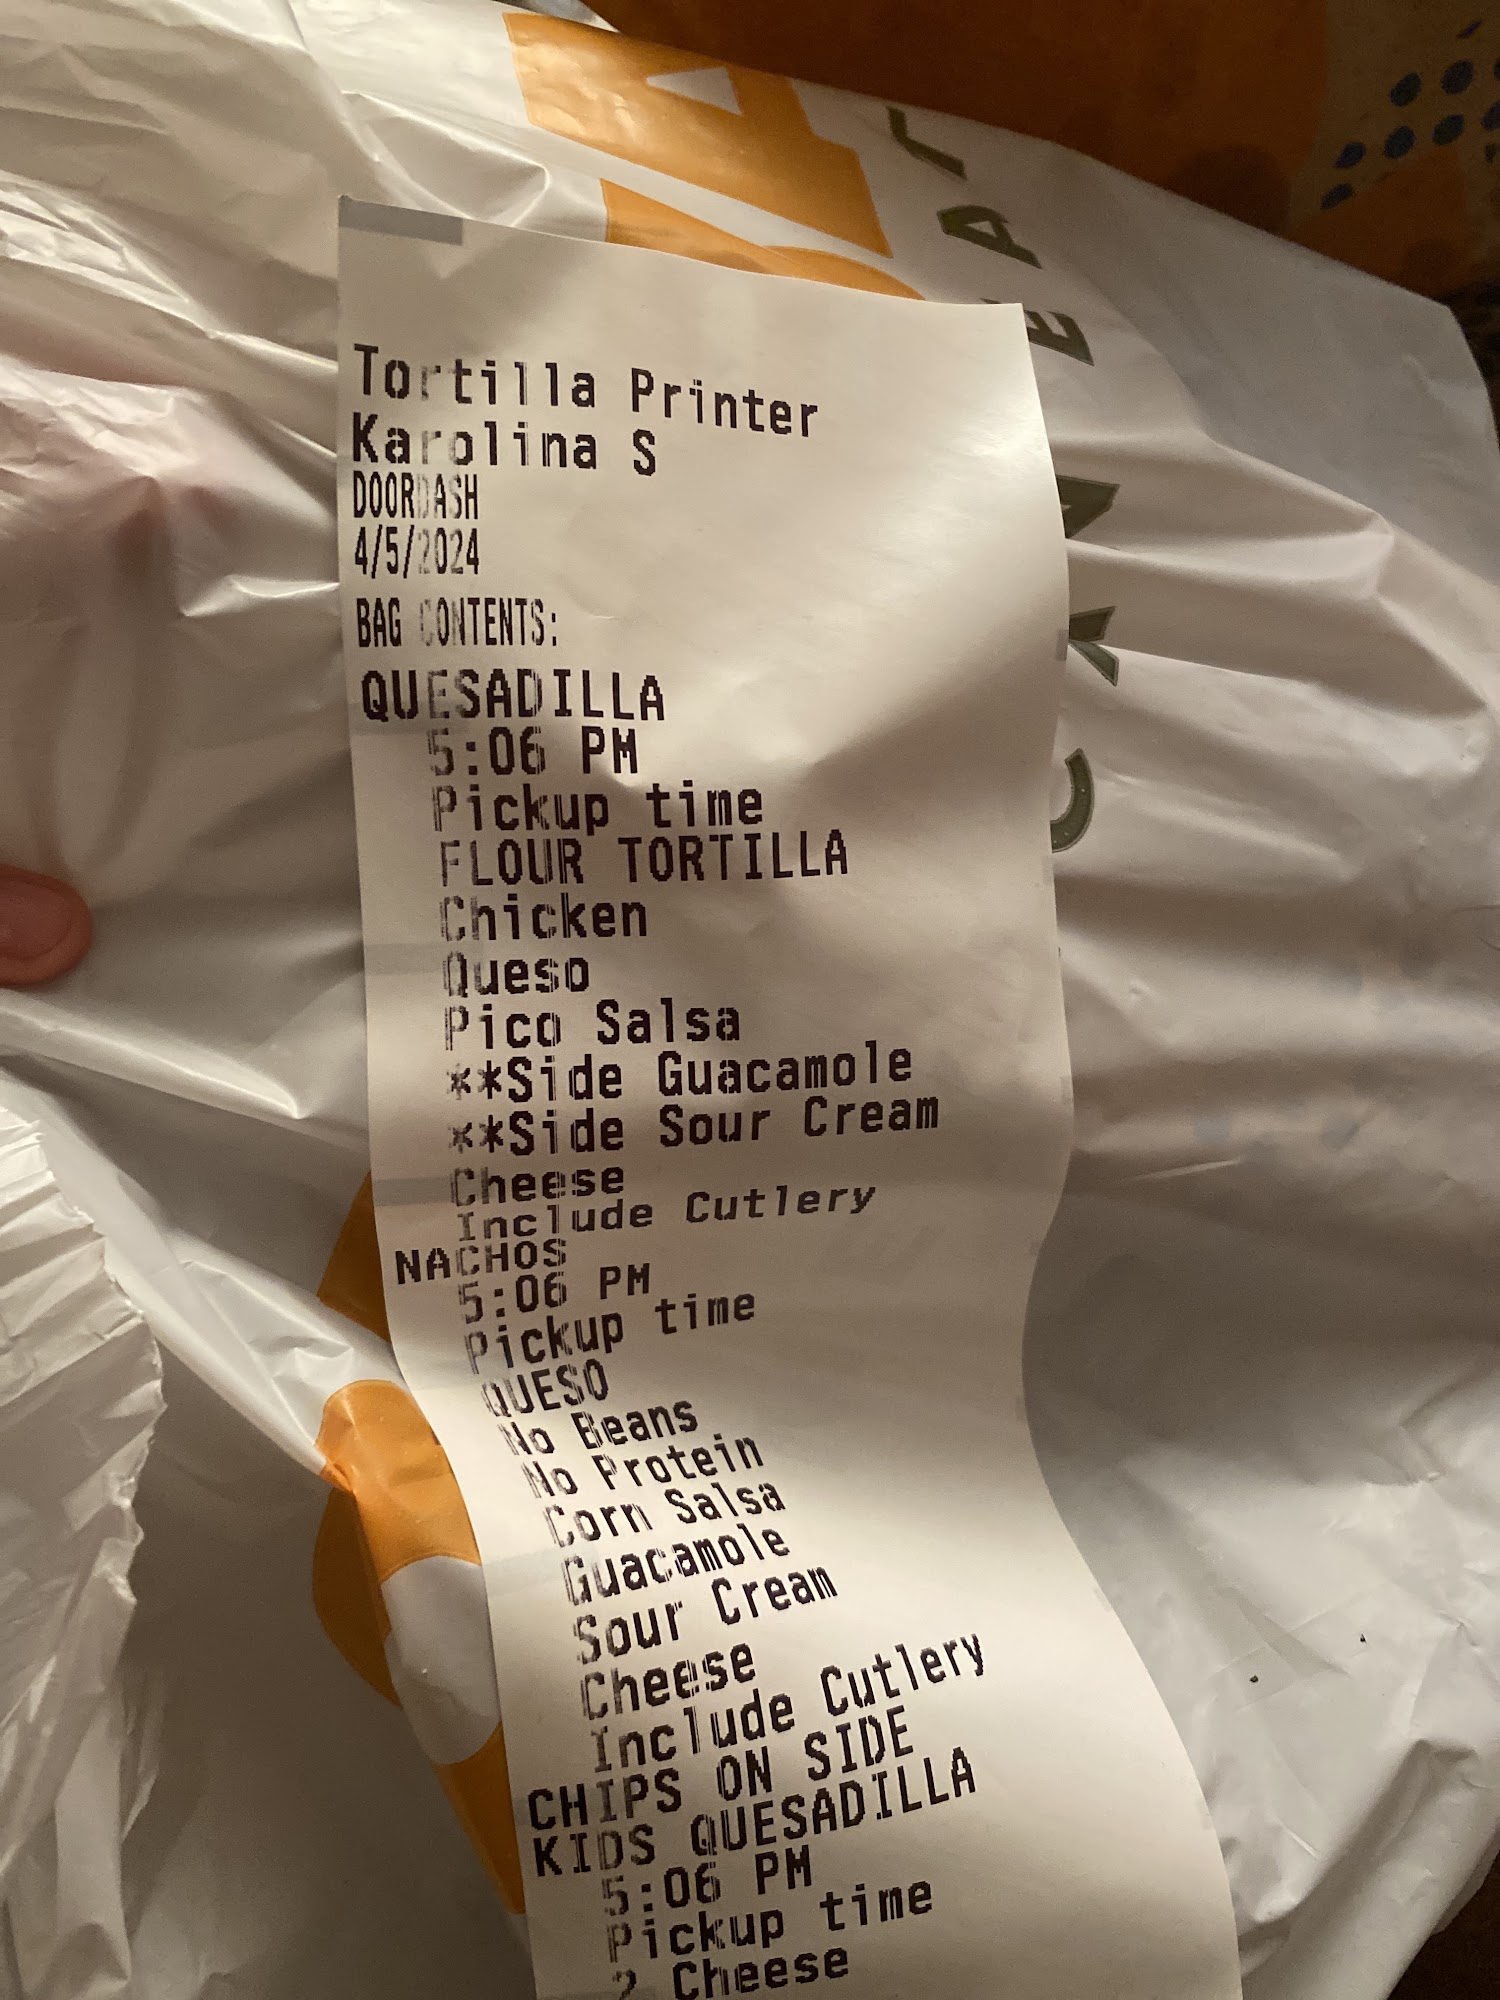 Tortilla Printer
Karolina S
DOORDASH
4/5/2024
BAG CONTENTS:
QUESADILLA
5:06 PM
Pickup time
FLOUR TORTILLA
Chicken
Queso
Pico Salsa
**Side Guacamole
**Side Sour Cream
Cheese
Include Cutlery
NACHOS
5:06 PM
Pickup time
QUESO
No Beans
No Protein
Corn Salsa
Guacamole
Sour Cream
Cheese
Include Cutlery
CHIPS ON SIDE
KIDS QUESADILLA
5:06 PM
Pickup time
Cheese